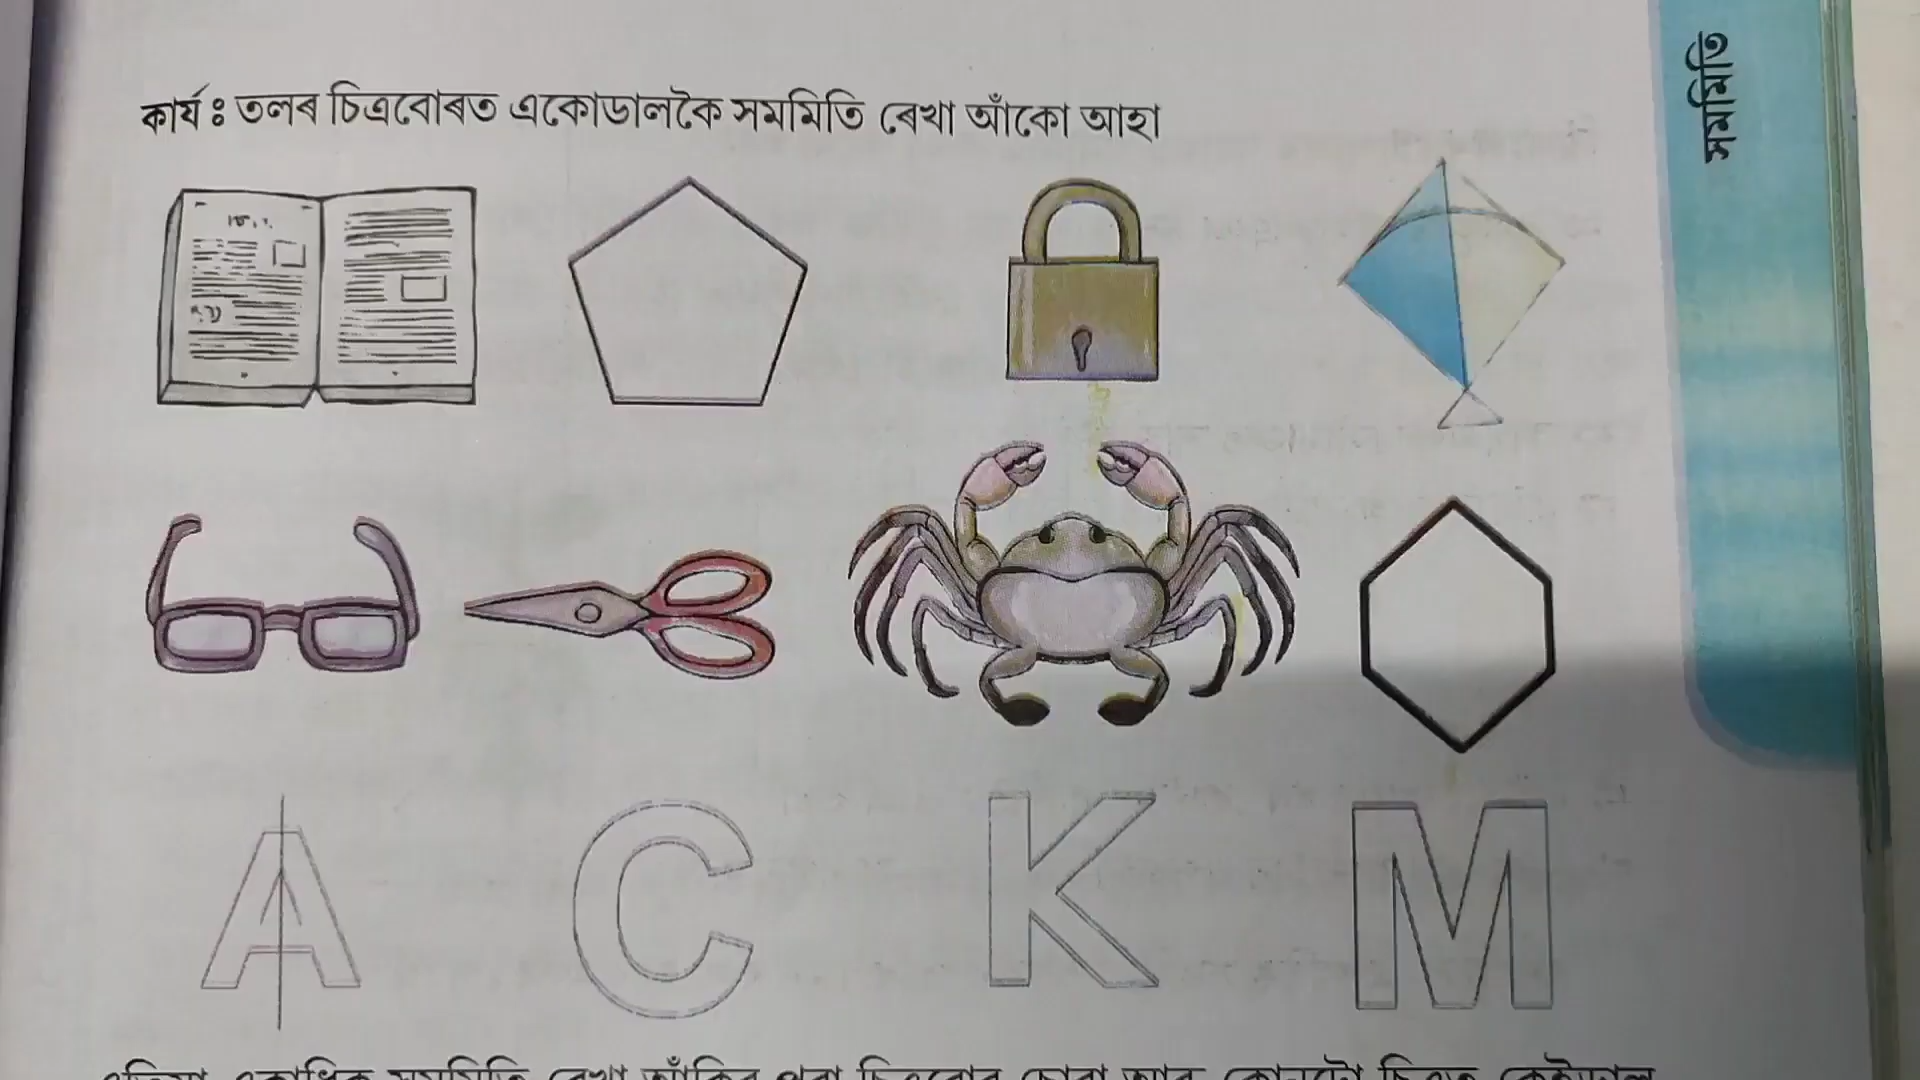 কাৰ্য ঃ তলৰ চিত্ৰবোৰত একোডালকৈ সমমিতি ৰেখা আঁকো আহা
সমমিতি
A C K M